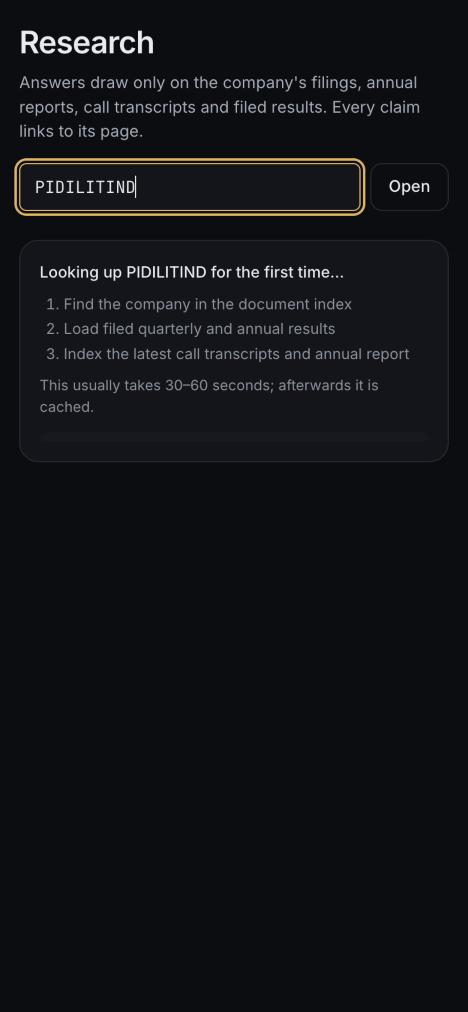 Research
Answers draw only on the company's filings, annual
reports, call transcripts and filed results. Every claim
links to its page.
PIDILITIND
Open
Looking up PIDILITIND for the first time...
1. Find the company in the document index
2. Load filed quarterly and annual results
3. Index the latest call transcripts and annual report
This usually takes 30–60 seconds; afterwards it is
cached.